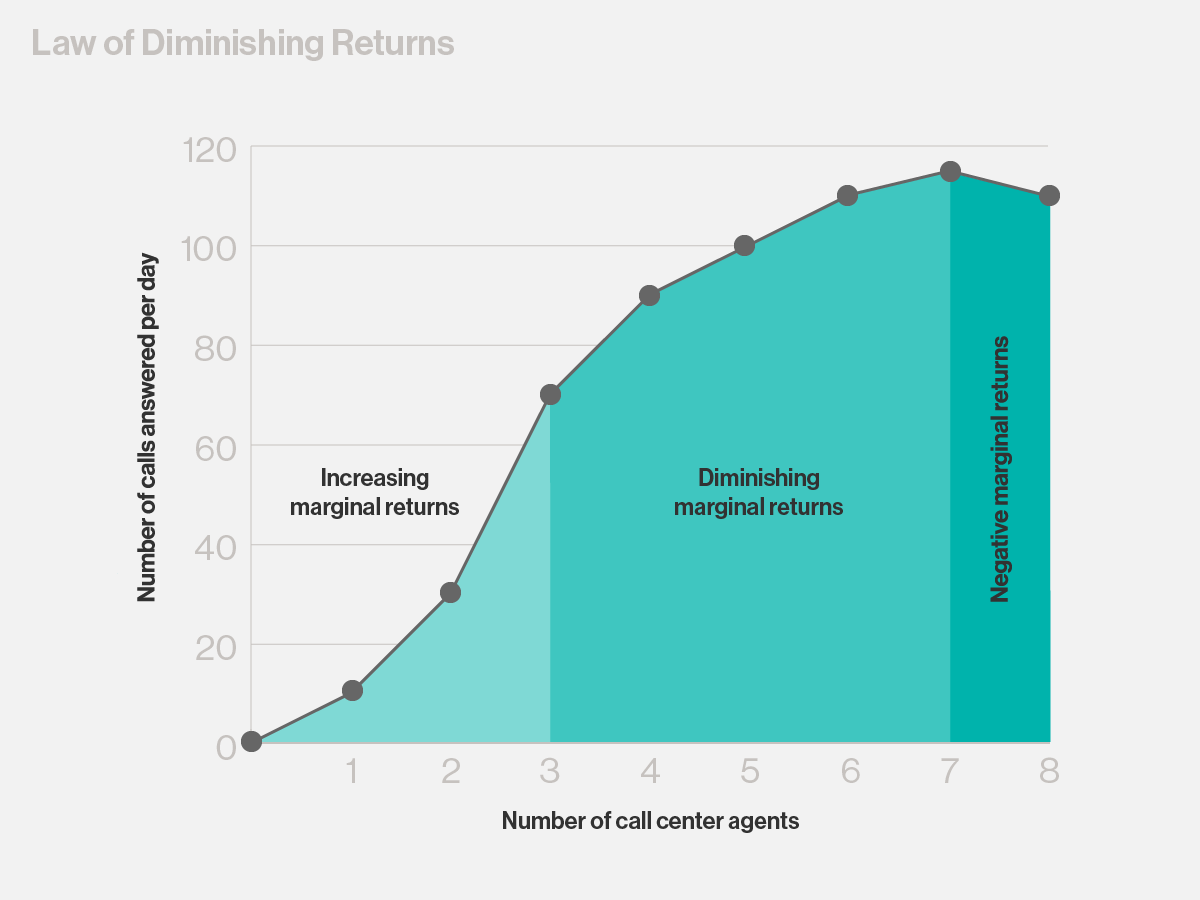 Law of Diminishing Returns
120
100
80
60
40
20
0
Number of calls answered per day
Increasing
marginal returns
Diminishing
marginal returns
Negative marginal returns
1 2 3 4 5 6 7 8
Number of call center agents